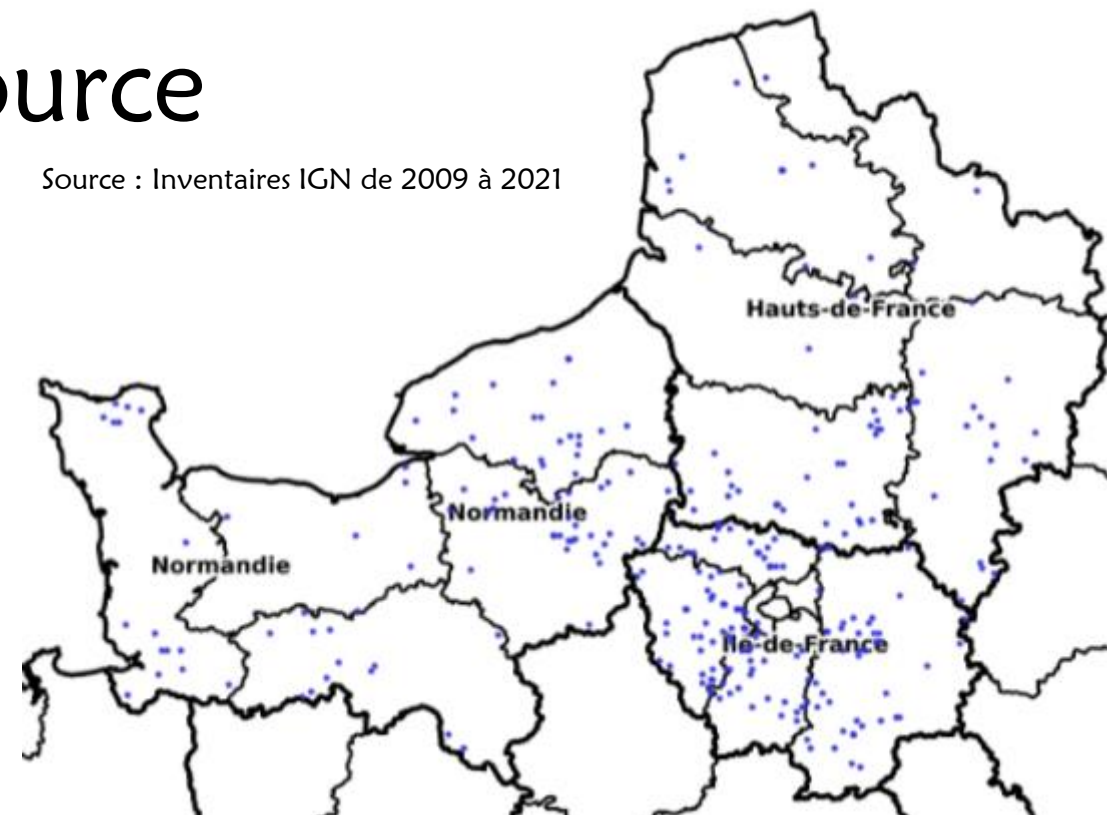 ource
Source : Inventaires IGN de 2009 à 2021
Hauts-de-France
Normandie
Normandie
Ile-de-France